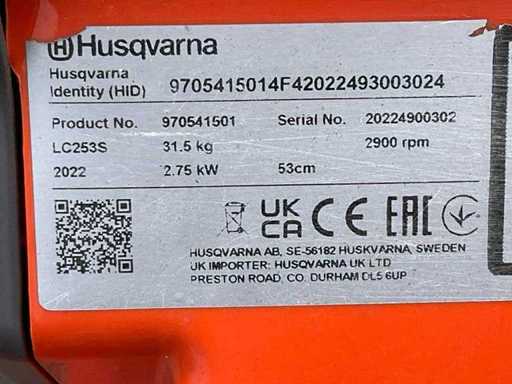 Husqvarna
Husqvarna
Identity (HID) 9705415014F42022493003024
Product No. 970541501 Serial No. 20224900302
LC253S 31.5 kg 2900 rpm
2022 2.75 kW 53cm
UK
CA CE EAC
HUSQVARNA AB, SE-56182 HUSKVARNA, SWEDEN
UK IMPORTER: HUSQVARNA UK LTD
PRESTON ROAD, CO. DURHAM DL5 6UP